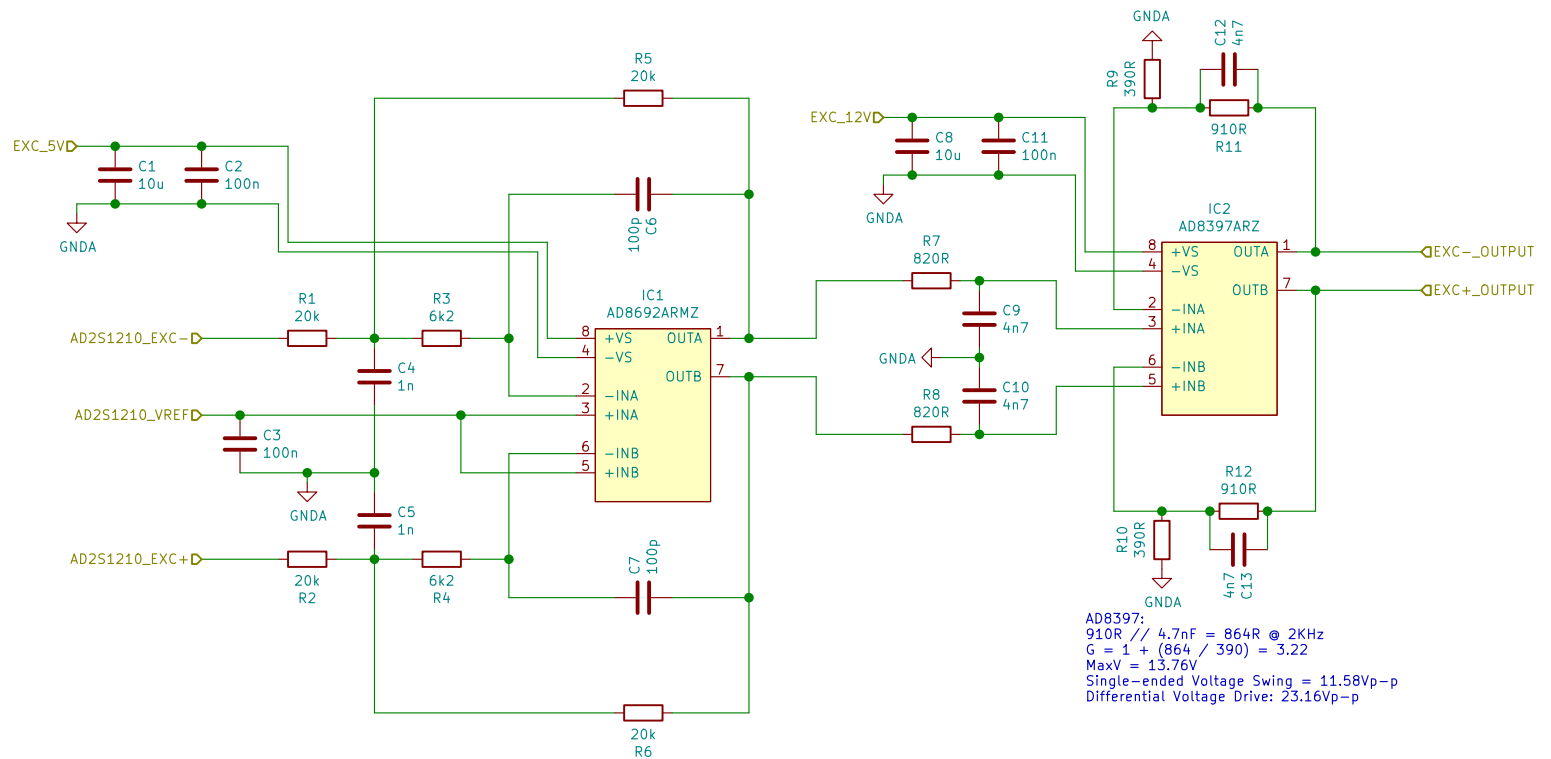 GNDA
C12
4n7
R9
390R
910R
R11
R5
20k
EXC_5V
C1
10u
C2
100n
GNDA
100p
C6
EXC_12V
C8
10u
C11
100n
GNDA
IC2
AD8397ARZ
8 +VS OUTA 1
4 -VS
OUTB 7
2 -INA
3 +INA
6 -INB
5 +INB
EXC-_OUTPUT
EXC+_OUTPUT
R7
820R
C9
4n7
GNDA
C10
4n7
R8
820R
AD2S1210_EXC-
R1
20k
R3
6k2
IC1
AD8692ARMZ
8 +VS OUTA 1
4 -VS
OUTB 7
2 -INA
3 +INA
6 -INB
5 +INB
C4
1n
AD2S1210_VREF
C3
100n
GNDA
C5
1n
AD2S1210_EXC+
20k
R2
6k2
R4
C7
100p
20k
R6
R12
910R
R10
390R
4n7
C13
GNDA
AD8397:
910R // 4.7nF = 864R @ 2KHz
G = 1 + (864 / 390) = 3.22
MaxV = 13.76V
Single-ended Voltage Swing = 11.58Vp-p
Differential Voltage Drive: 23.16Vp-p